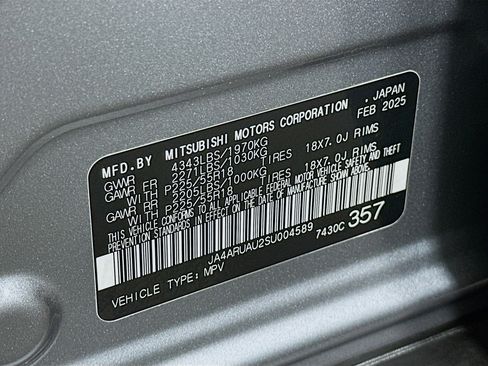 MFD.BY MITSUBISHI MOTORS CORPORATION , JAPAN
FEB 2025
GVWR 4343LBS/1970KG
GAWR FR 2271LBS/1030KG
WITH P225/55R18 TIRES 18X7.0J RIMS
GAWR RR 2205LBS/1000KG
WITH P225/55R18 TIRES 18X7.0J RIMS
THIS VEHICLE CONFORMS TO ALL APPLICABLE FEDERAL MOTOR VEHICLE SAFETY AND THEFT
PREVENTION STANDARDS IN EFFECT ON THE DATE OF MANUFACTURE SHOWN ABOVE.
JA4ARUAU2SU004589 7430C 357
VEHICLE TYPE: MPV